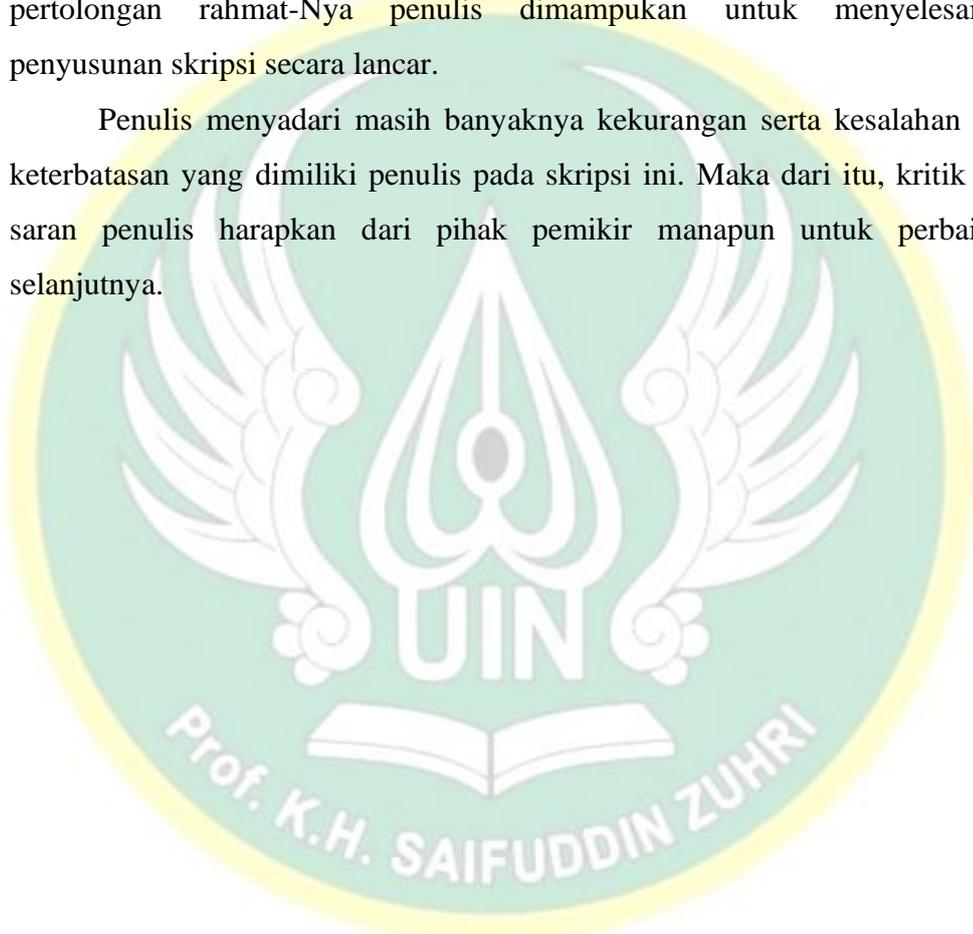 pertolongan rahmat-Nya penulis dimampukan untuk menyelesai
penyusunan skripsi secara lancar.
Penulis menyadari masih banyaknya kekurangan serta kesalahan
keterbatasan yang dimiliki penulis pada skripsi ini. Maka dari itu, kritik
saran penulis harapkan dari pihak pemikir manapun untuk perbai
selanjutnya.
UIN
Prof. K.H. SAIFUDDIN ZUHRI